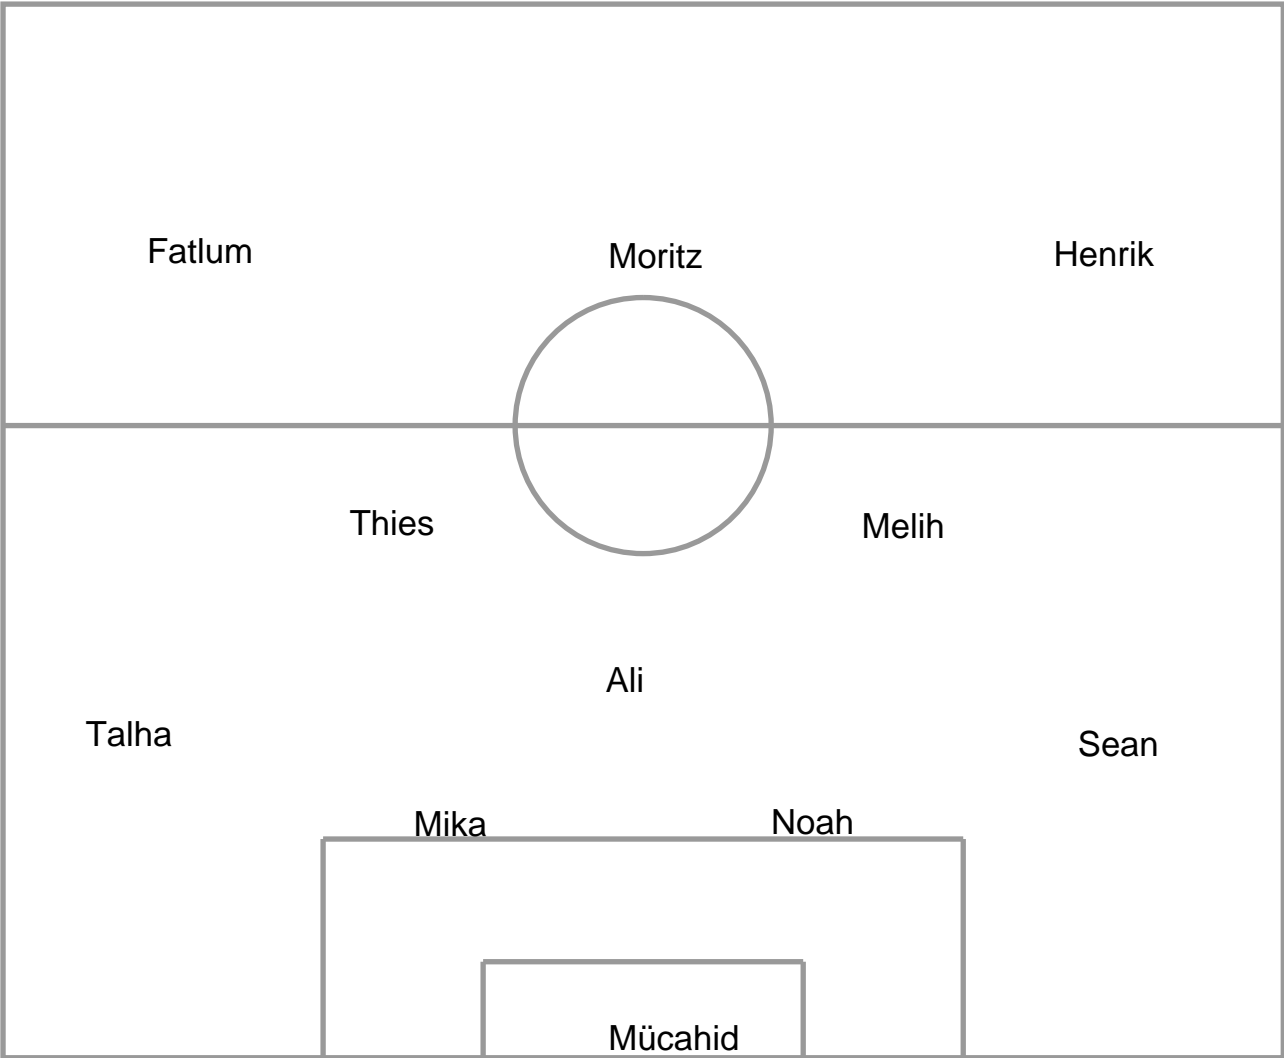 Fatlum
Moritz
Henrik
Thies
Melih
Ali
Talha
Sean
Mika
Noah
Mücahid